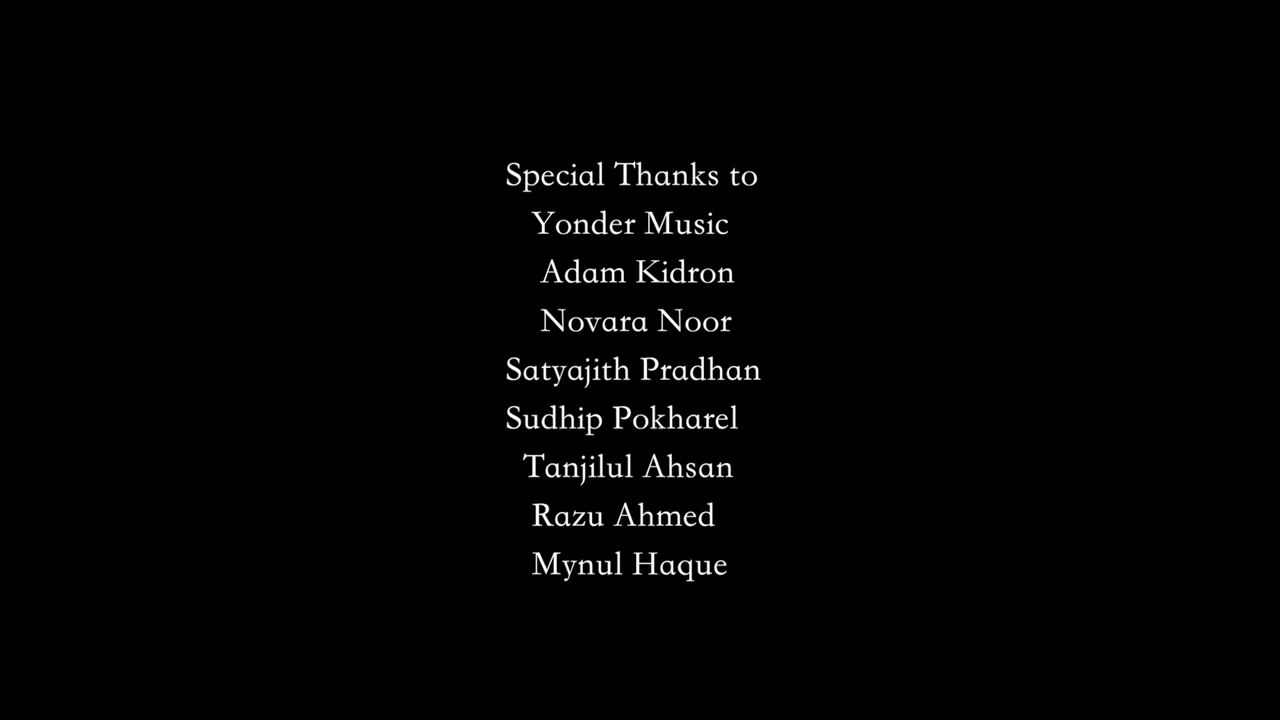 Special Thanks to
Yonder Music
Adam Kidron
Novara Noor
Satyajith Pradhan
Sudhip Pokharel
Tanjilul Ahsan
Razu Ahmed
Mynul Haque